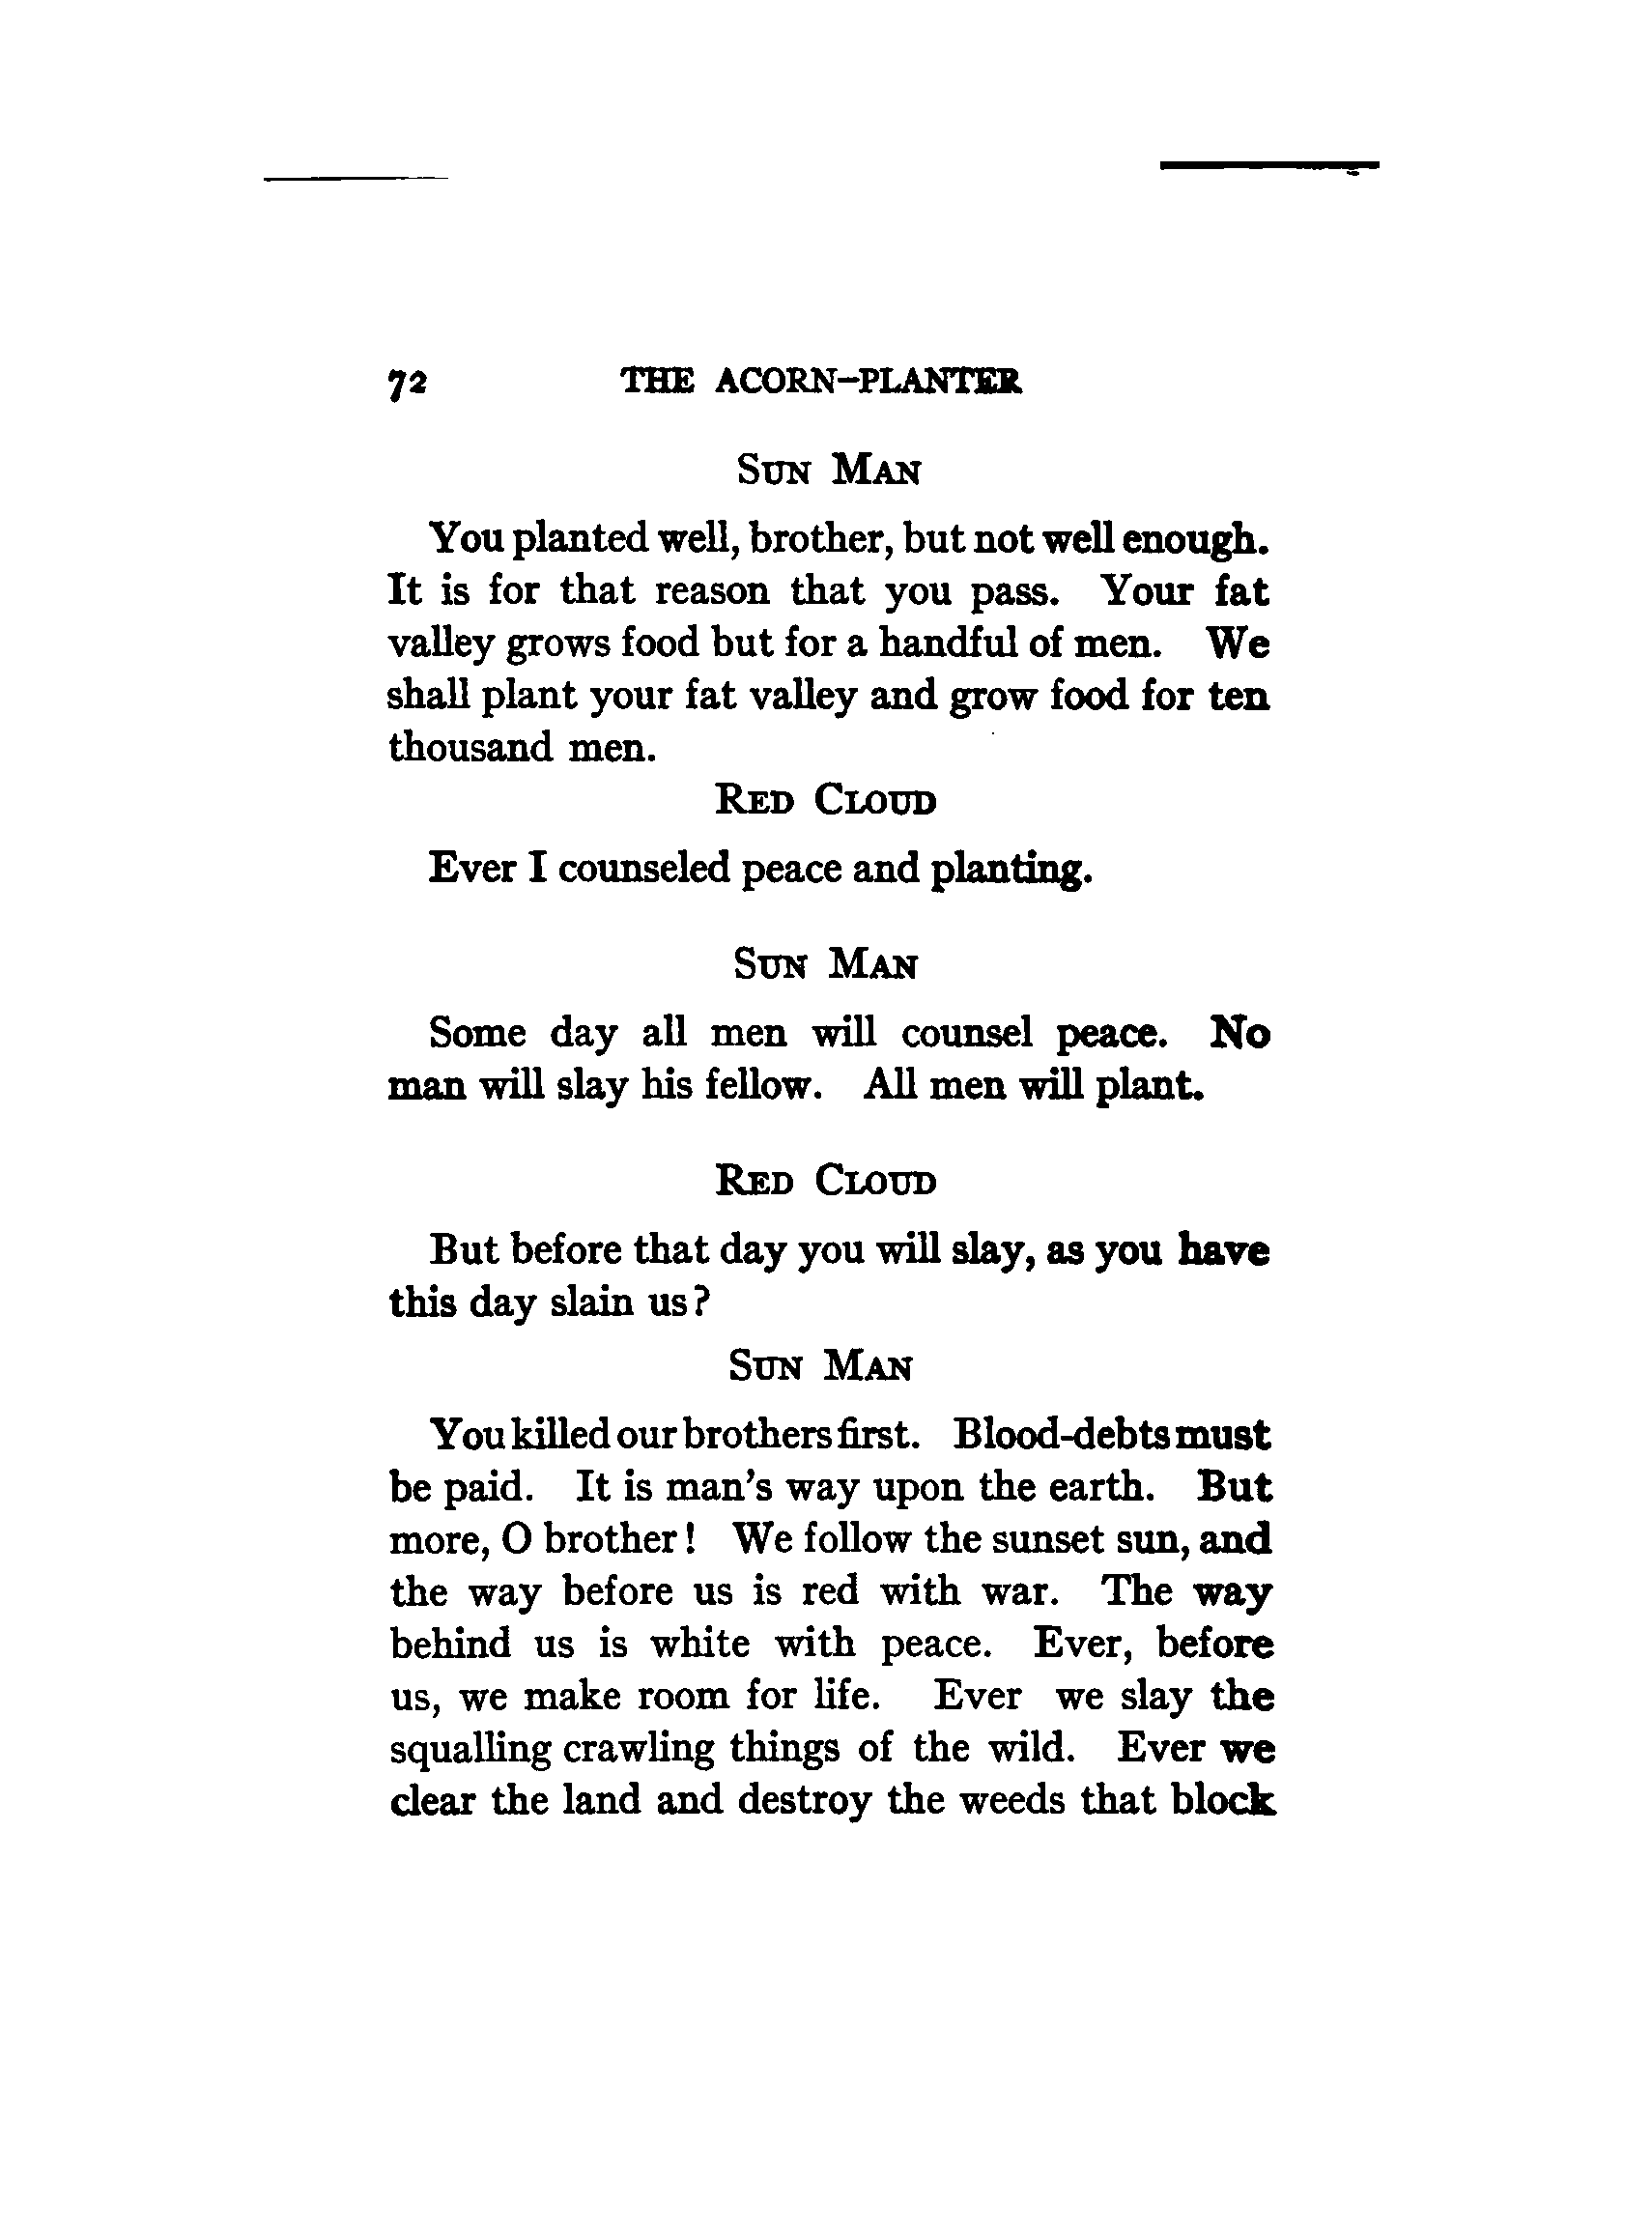 72 THE ACORN-PLANTER
SUN MAN
You planted well, brother, but not well enough.
It is for that reason that you pass. Your fat
valley grows food but for a handful of men. We
shall plant your fat valley and grow food for ten
thousand men.
RED CLOUD
Ever I counseled peace and planting.
SUN MAN
Some day all men will counsel peace. No
man will slay his fellow. All men will plant.
RED CLOUD
But before that day you will slay, as you have
this day slain us?
SUN MAN
You killed our brothers first. Blood-debts must
be paid. It is man's way upon the earth. But
more, O brother! We follow the sunset sun, and
the way before us is red with war. The way
behind us is white with peace. Ever, before
us, we make room for life. Ever we slay the
squalling crawling things of the wild. Ever we
clear the land and destroy the weeds that block